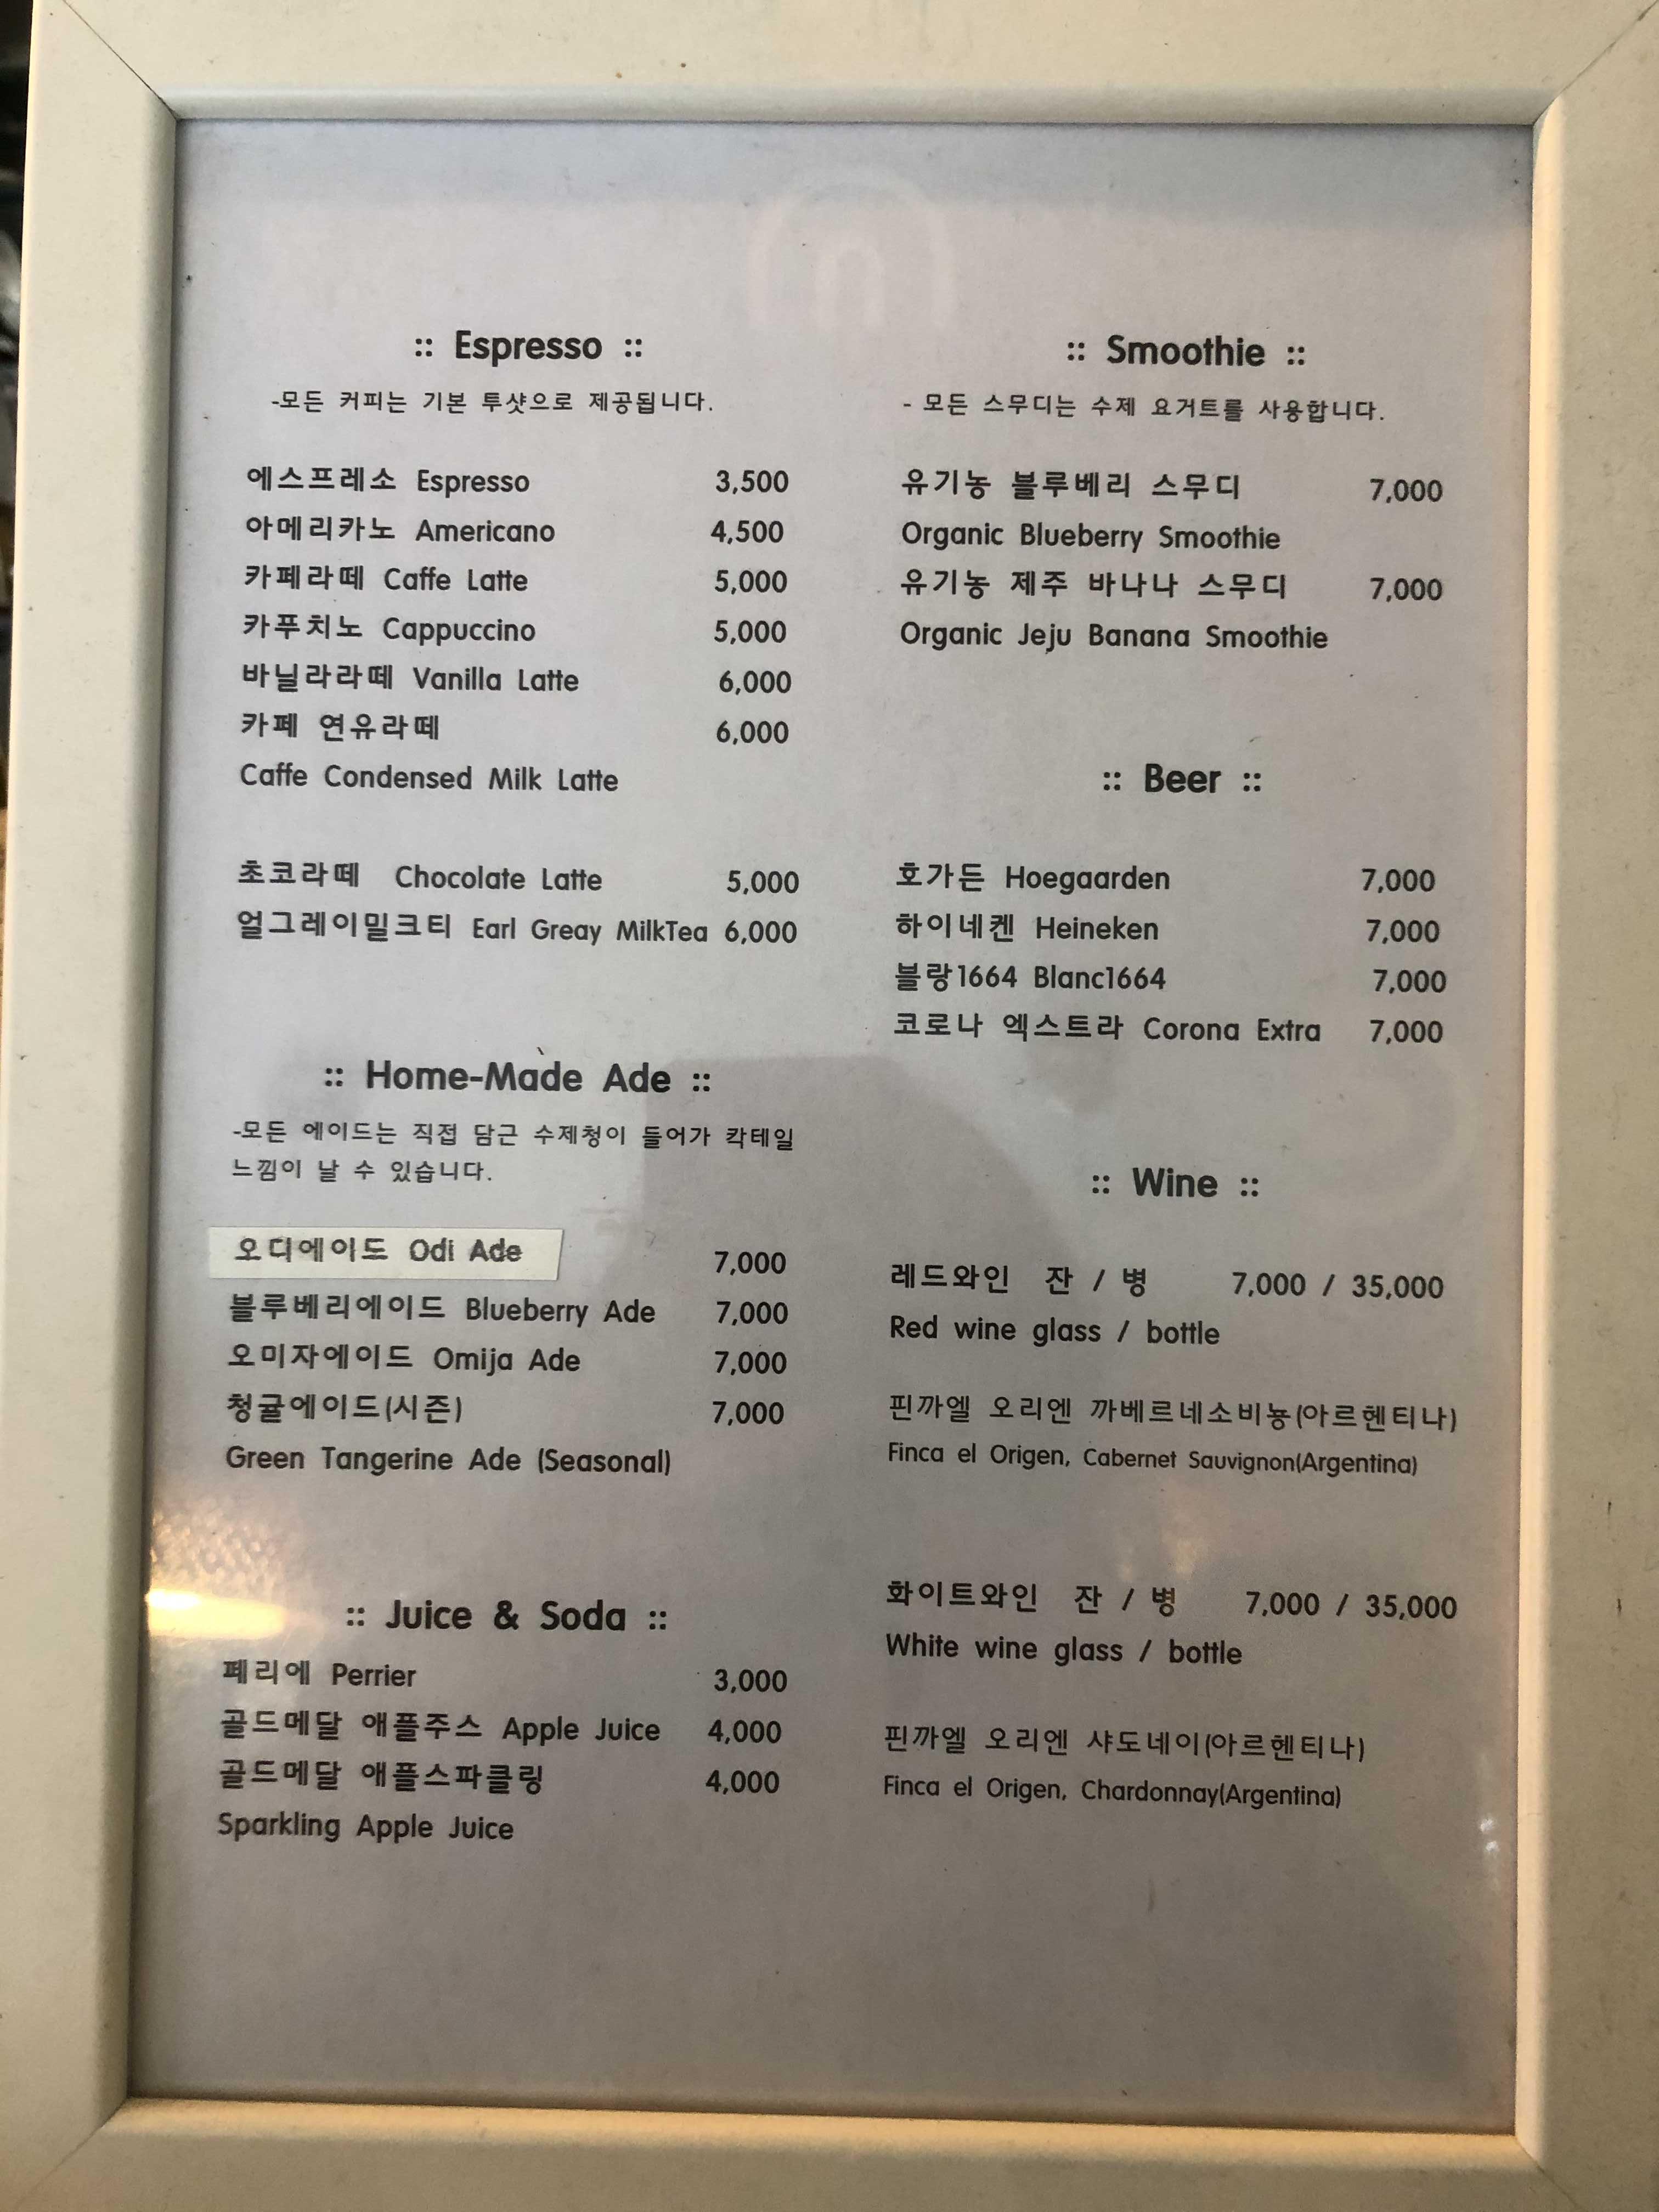 :: Espresso ::
-모든 커피는 기본 투샷으로 제공됩니다.
에스프레소 Espresso 3,500
아메리카노 Americano 4,500
카페라떼 Caffe Latte 5,000
카푸치노 Cappuccino 5,000
바닐라라떼 Vanilla Latte 6,000
카페 연유라떼 6,000
Caffe Condensed Milk Latte
초코라떼 Chocolate Latte 5,000
얼그레이밀크티 Earl Greay MilkTea 6,000
:: Home-Made Ade ::
-모든 에이드는 직접 담근 수제청이 들어가 칵테일
느낌이 날 수 있습니다.
오디에이드 Odi Ade 7,000
블루베리에이드 Blueberry Ade 7,000
오미자에이드 Omija Ade 7,000
청귤에이드(시즌) 7,000
Green Tangerine Ade (Seasonal)
:: Juice & Soda ::
페리에 Perrier 3,000
골드메달 애플주스 Apple Juice 4,000
골드메달 애플스파클링 4,000
Sparkling Apple Juice
:: Smoothie ::
- 모든 스무디는 수제 요거트를 사용합니다.
유기농 블루베리 스무디 7,000
Organic Blueberry Smoothie
유기농 제주 바나나 스무디 7,000
Organic Jeju Banana Smoothie
:: Beer ::
호가든 Hoegaarden 7,000
하이네켄 Heineken 7,000
블랑1664 Blanc1664 7,000
코로나 엑스트라 Corona Extra 7,000
:: Wine ::
레드와인 잔 / 병 7,000 / 35,000
Red wine glass / bottle
핀까엘 오리엔 까베르네소비뇽(아르헨티나)
Finca el Origen, Cabernet Sauvignon(Argentina)
화이트와인 잔 / 병 7,000 / 35,000
White wine glass / bottle
핀까엘 오리엔 샤도네이(아르헨티나)
Finca el Origen, Chardonnay(Argentina)